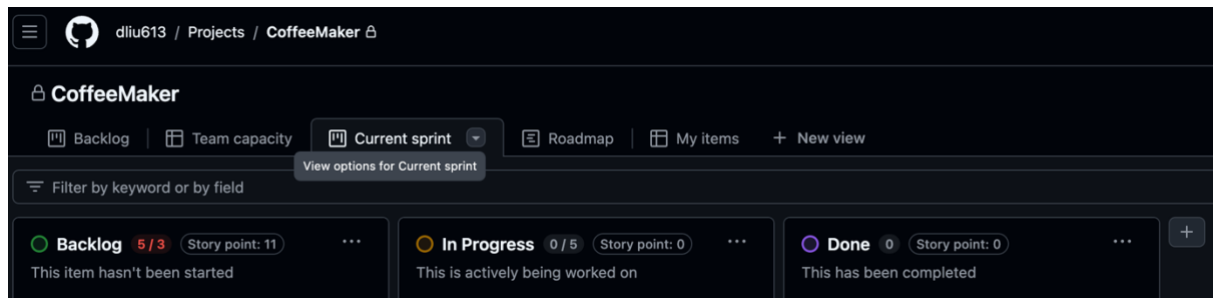 dliu613 / Projects / CoffeeMaker
CoffeeMaker
Backlog Team capacity Current sprint Roadmap My items + New view
View options for Current sprint
Filter by keyword or by field
Backlog 5 / 3 Story point: 11 ... In Progress 0 / 5 Story point: 0 ... Done 0 Story point: 0 ... +
This item hasn't been started This is actively being worked on This has been completed